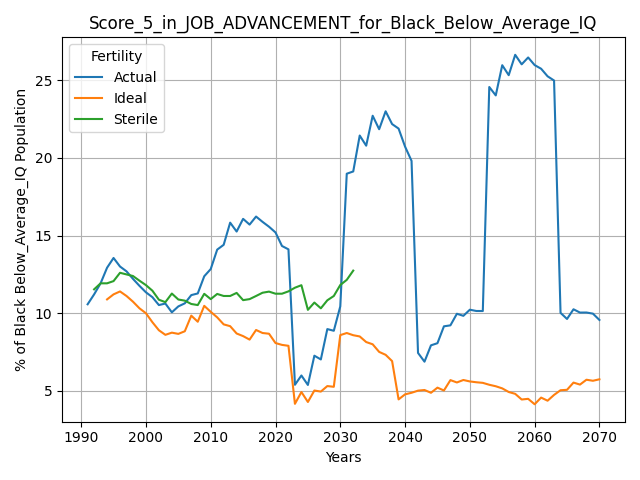 Score_5_in_JOB_ADVANCEMENT_for_Black_Below_Average_IQ
% of Black Below_Average_IQ Population
25
20
15
10
5
Fertility
Actual
Ideal
Sterile
1990 2000 2010 2020 2030 2040 2050 2060 2070
Years